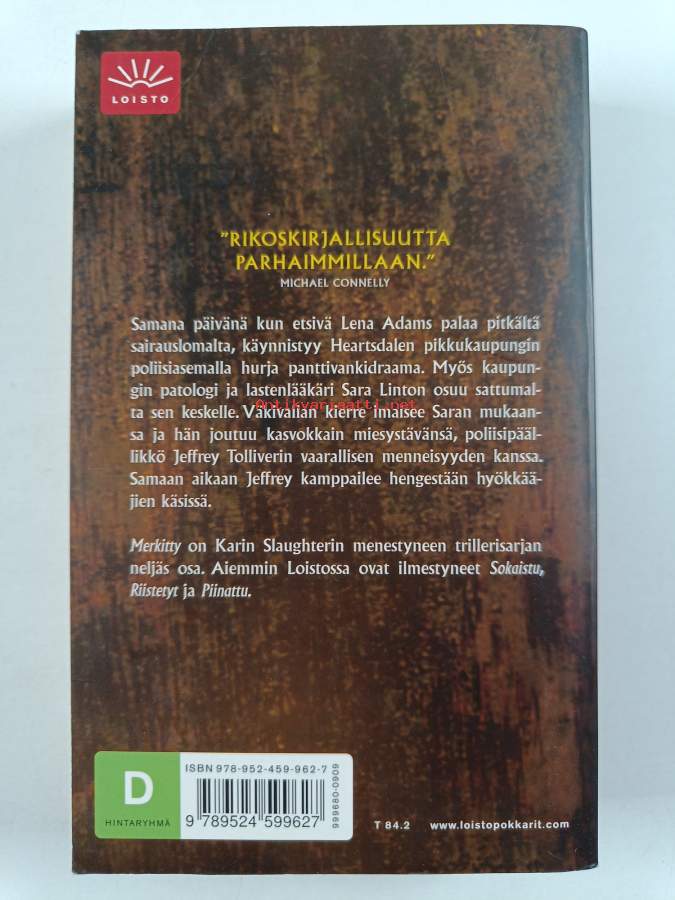 LOISTO
"RIKOSKIRJALLISUUTTA
PARHAIMMILLAAN."
MICHAEL CONNELLY
Samana päivänä kun etsivä Lena Adams palaa pitkältä
sairauslomalta, käynnistyy Heartsdalen pikkukaupungin
poliisiasemalla hurja panttivankidraama. Myös kaupun-
gin patologi ja lastenlääkäri Sara Linton osuu sattumal-
ta sen keskelle. Väkivallan kierre imaisee Saran mukaan-
Antikvariaatti.net
sa ja hän joutuu kasvokkain miesystävänsä, poliisipääl-
likkö Jeffrey Tolliverin vaarallisen menneisyyden kanssa.
Samaan aikaan Jeffrey kamppailee hengestään hyökkää-
jien käsissä.
Merkitty on Karin Slaughterin menestyneen trillerisarjan
neljäs osa. Aiemmin Loistossa ovat ilmestyneet Sokaistu,
Riistetyt ja Piinattu.
D
HINTARYHMÄ
ISBN 978-952-459-962-7
9 789524 599627
999680-0909
T 84.2 www.loistopokkarit.com